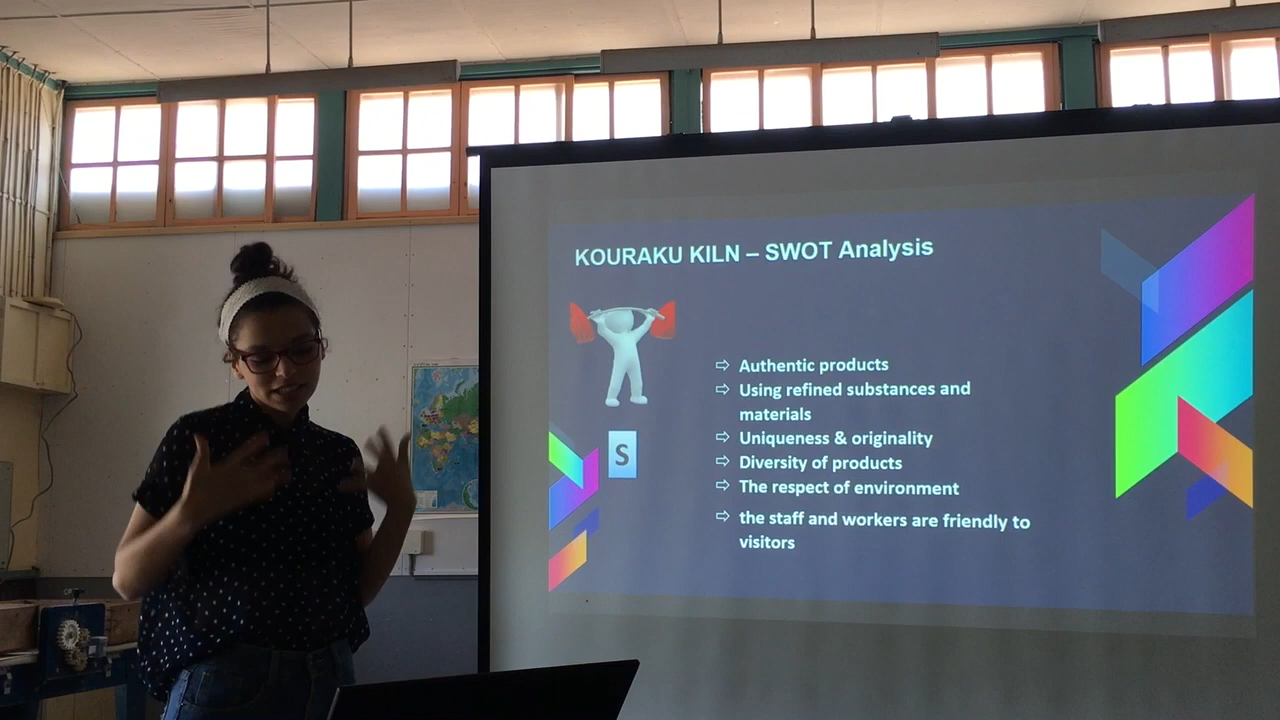 KOURAKU KILN – SWOT Analysis
⇨ Authentic products
⇨ Using refined substances and
materials
⇨ Uniqueness & originality
⇨ Diversity of products
⇨ The respect of environment
⇨ the staff and workers are friendly to
visitors
S